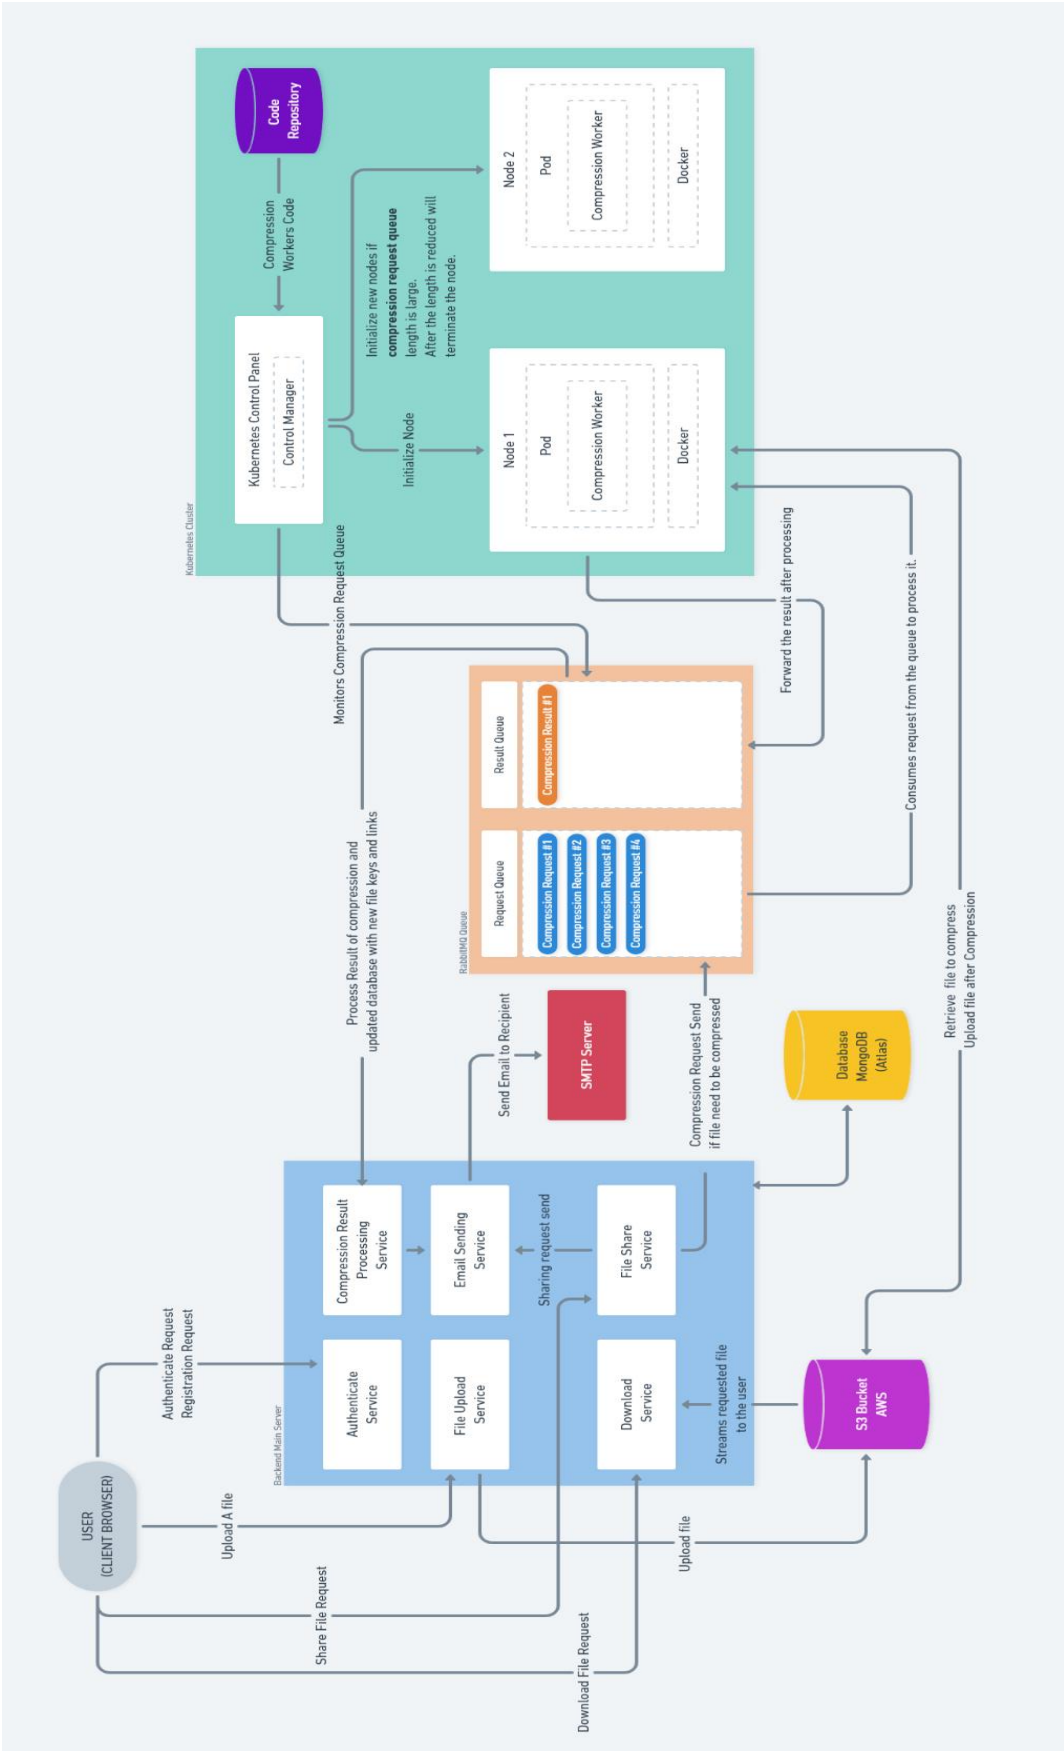 USER
(CLIENT BROWSER)
Authenticate Request
Registration Request
Upload A file
Share File Request
Download File Request
Upload file
Backend Main Server
Authenticate
Service
File Upload
Service
Download
Service
Streams requested file
to the user
Compression Result
Processing
Service
Email Sending
Service
Sharing request send
File Share
Service
S3 Bucket
AWS
Database
MongoDB
(Atlas)
Send Email to Recipient
SMTP Server
Compression Request Send
if file need to be compressed
Process Result of compression and
updated database with new file keys and links
Monitors Compression Request Queue
RabbitMQ Queue
Request Queue
Compression Request #1
Compression Request #2
Compression Request #3
Compression Request #4
Result Queue
Compression Result #1
Forward the result after processing
Consumes request from the queue to process it.
Retrieve file to compress
Upload file after Compression
Kubernetes Cluster
Kubernetes Control Panel
Control Manager
Compression
Workers Code
Code
Repository
Initialize Node
Initialize new nodes if
compression request queue
length is large.
After the length is reduced will
terminate the node.
Node 1
Pod
Compression Worker
Docker
Node 2
Pod
Compression Worker
Docker